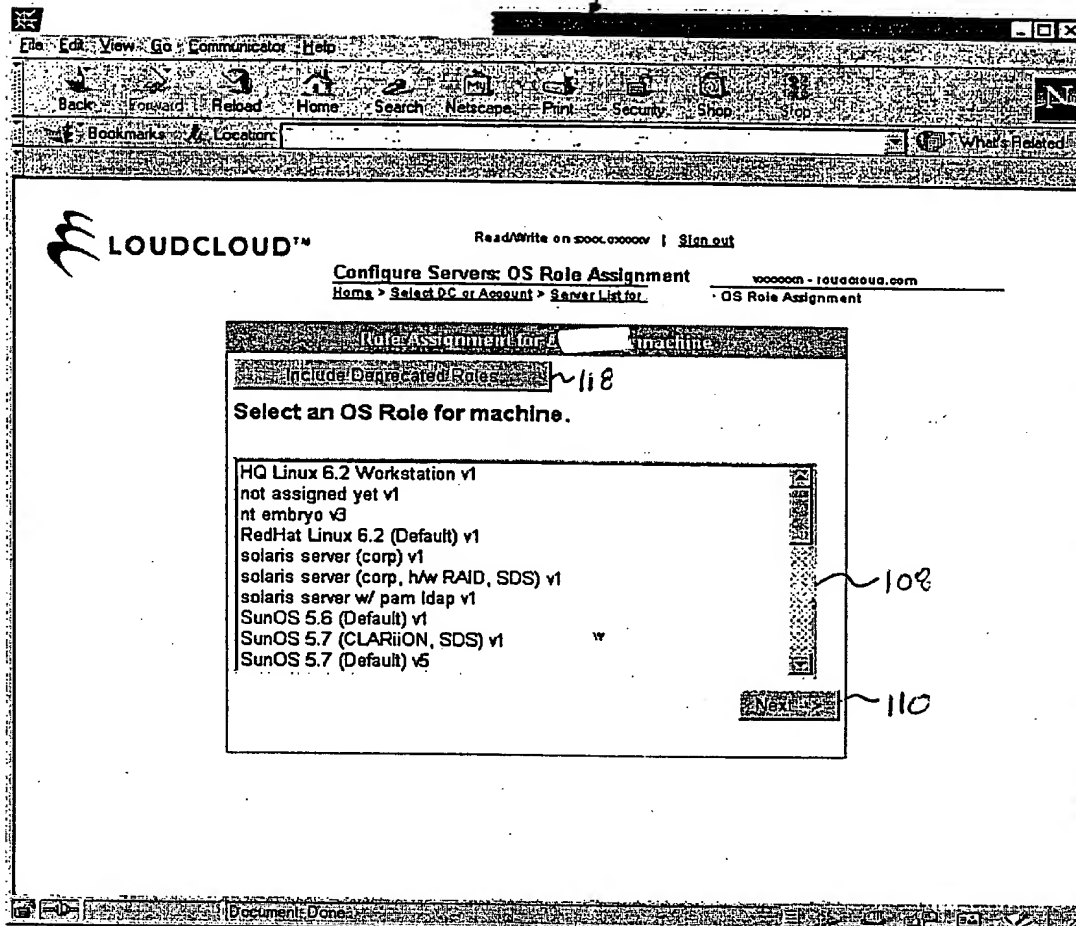 File Edit View Go Communicator Help
Back Forward Reload Home Search Netscape Print Security Shop Stop
My
N
Bookmarks Location: What's Related
LOUDCLOUD™
Read/Write on | Sign out
Configure Servers: OS Role Assignment
Home > Select DC or Account > Server List for · OS Role Assignment
Role Assignment for machine
Include Deprecated Roles... 118
Select an OS Role for machine.
HQ Linux 6.2 Workstation v1
not assigned yet v1
nt embryo v3
RedHat Linux 6.2 (Default) v1
solaris server (corp) v1
solaris server (corp, h/w RAID, SDS) v1
solaris server w/ pam ldap v1
SunOS 5.6 (Default) v1
SunOS 5.7 (CLARiiON, SDS) v1
SunOS 5.7 (Default) v5
108
Next --> 110
Document: Done